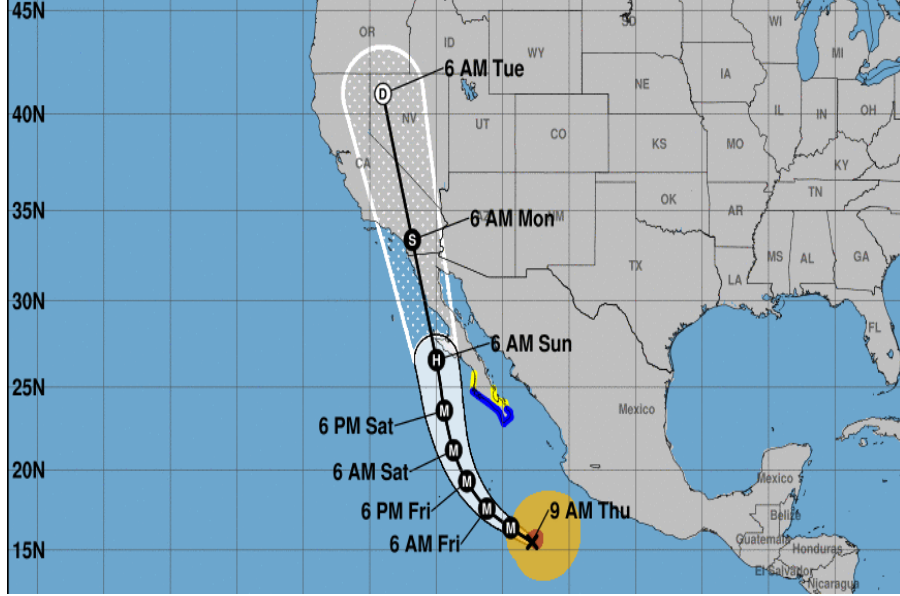 45N
SD
WI
OR
ID
WY
MI
6 AM Tue
NE
IA
D
IL
IN
OH
40N
NV
UT
CO
KS
MO
CA
KY
TN
OK
35N
AR
6 AM Mon
NM
S
MS
AL
GA
TX
LA
30N
FL
6 AM Sun
H
25N
M
Mexico
6 PM Sat
M
20N
6 AM Sat
M
Mexico
6 PM Fri
M
9 AM Thu
Belize
M
6 AM Fri
Guatemala
15N
Honduras
El Salvador
Nicaragua